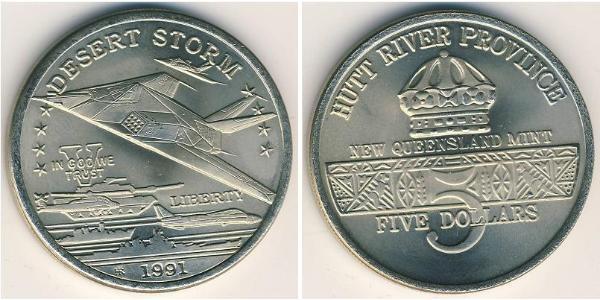 DESERT STORM
V
IN GOD WE
TRUST
LIBERTY
1991
HUTT RIVER PROVINCE
NEW QUEENSLAND MINT
5
FIVE DOLLARS